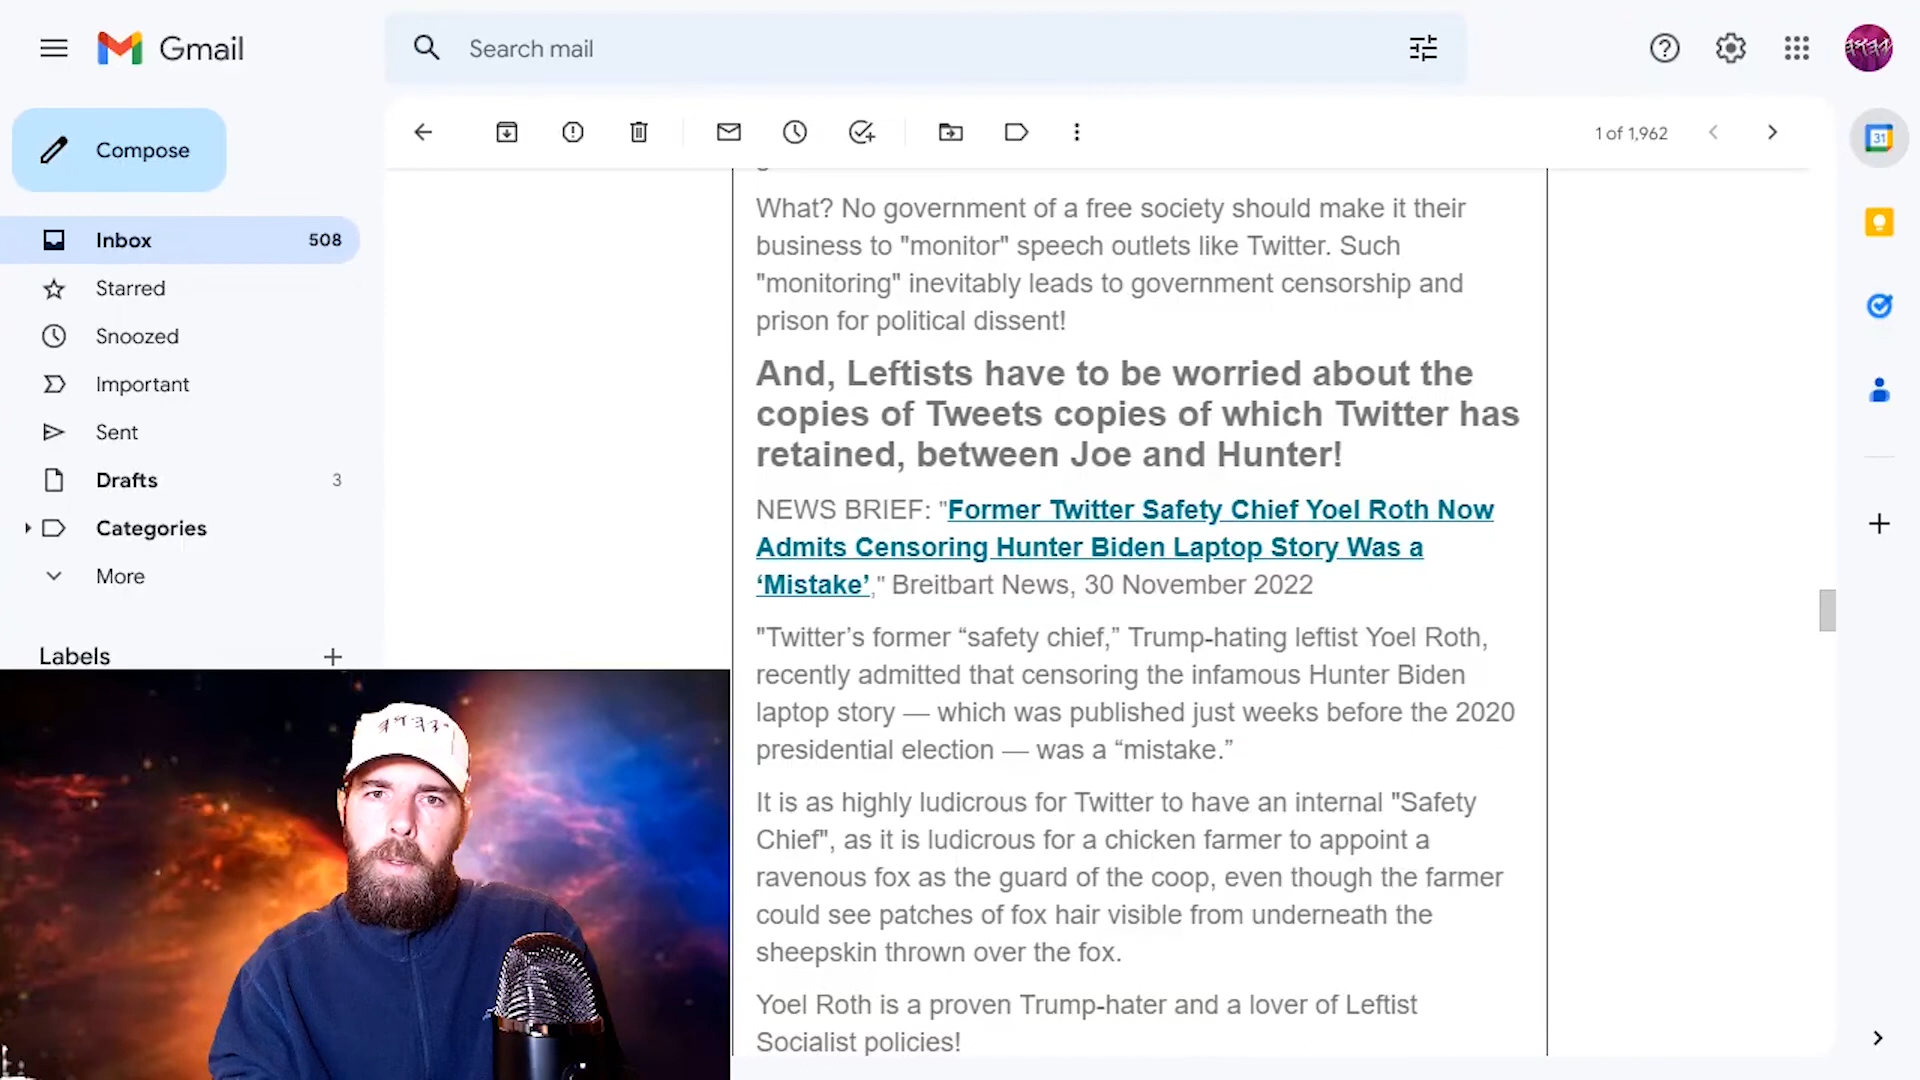 Gmail
Search mail
1 of 1,962
Compose
Inbox 508
Starred
Snoozed
Important
Sent
Drafts 3
Categories
More
Labels
31
What? No government of a free society should make it their
business to "monitor" speech outlets like Twitter. Such
"monitoring" inevitably leads to government censorship and
prison for political dissent!
And, Leftists have to be worried about the
copies of Tweets copies of which Twitter has
retained, between Joe and Hunter!
NEWS BRIEF: "Former Twitter Safety Chief Yoel Roth Now
Admits Censoring Hunter Biden Laptop Story Was a
‘Mistake’," Breitbart News, 30 November 2022
"Twitter’s former “safety chief,” Trump-hating leftist Yoel Roth,
recently admitted that censoring the infamous Hunter Biden
laptop story — which was published just weeks before the 2020
presidential election — was a “mistake.”
It is as highly ludicrous for Twitter to have an internal "Safety
Chief", as it is ludicrous for a chicken farmer to appoint a
ravenous fox as the guard of the coop, even though the farmer
could see patches of fox hair visible from underneath the
sheepskin thrown over the fox.
Yoel Roth is a proven Trump-hater and a lover of Leftist
Socialist policies!